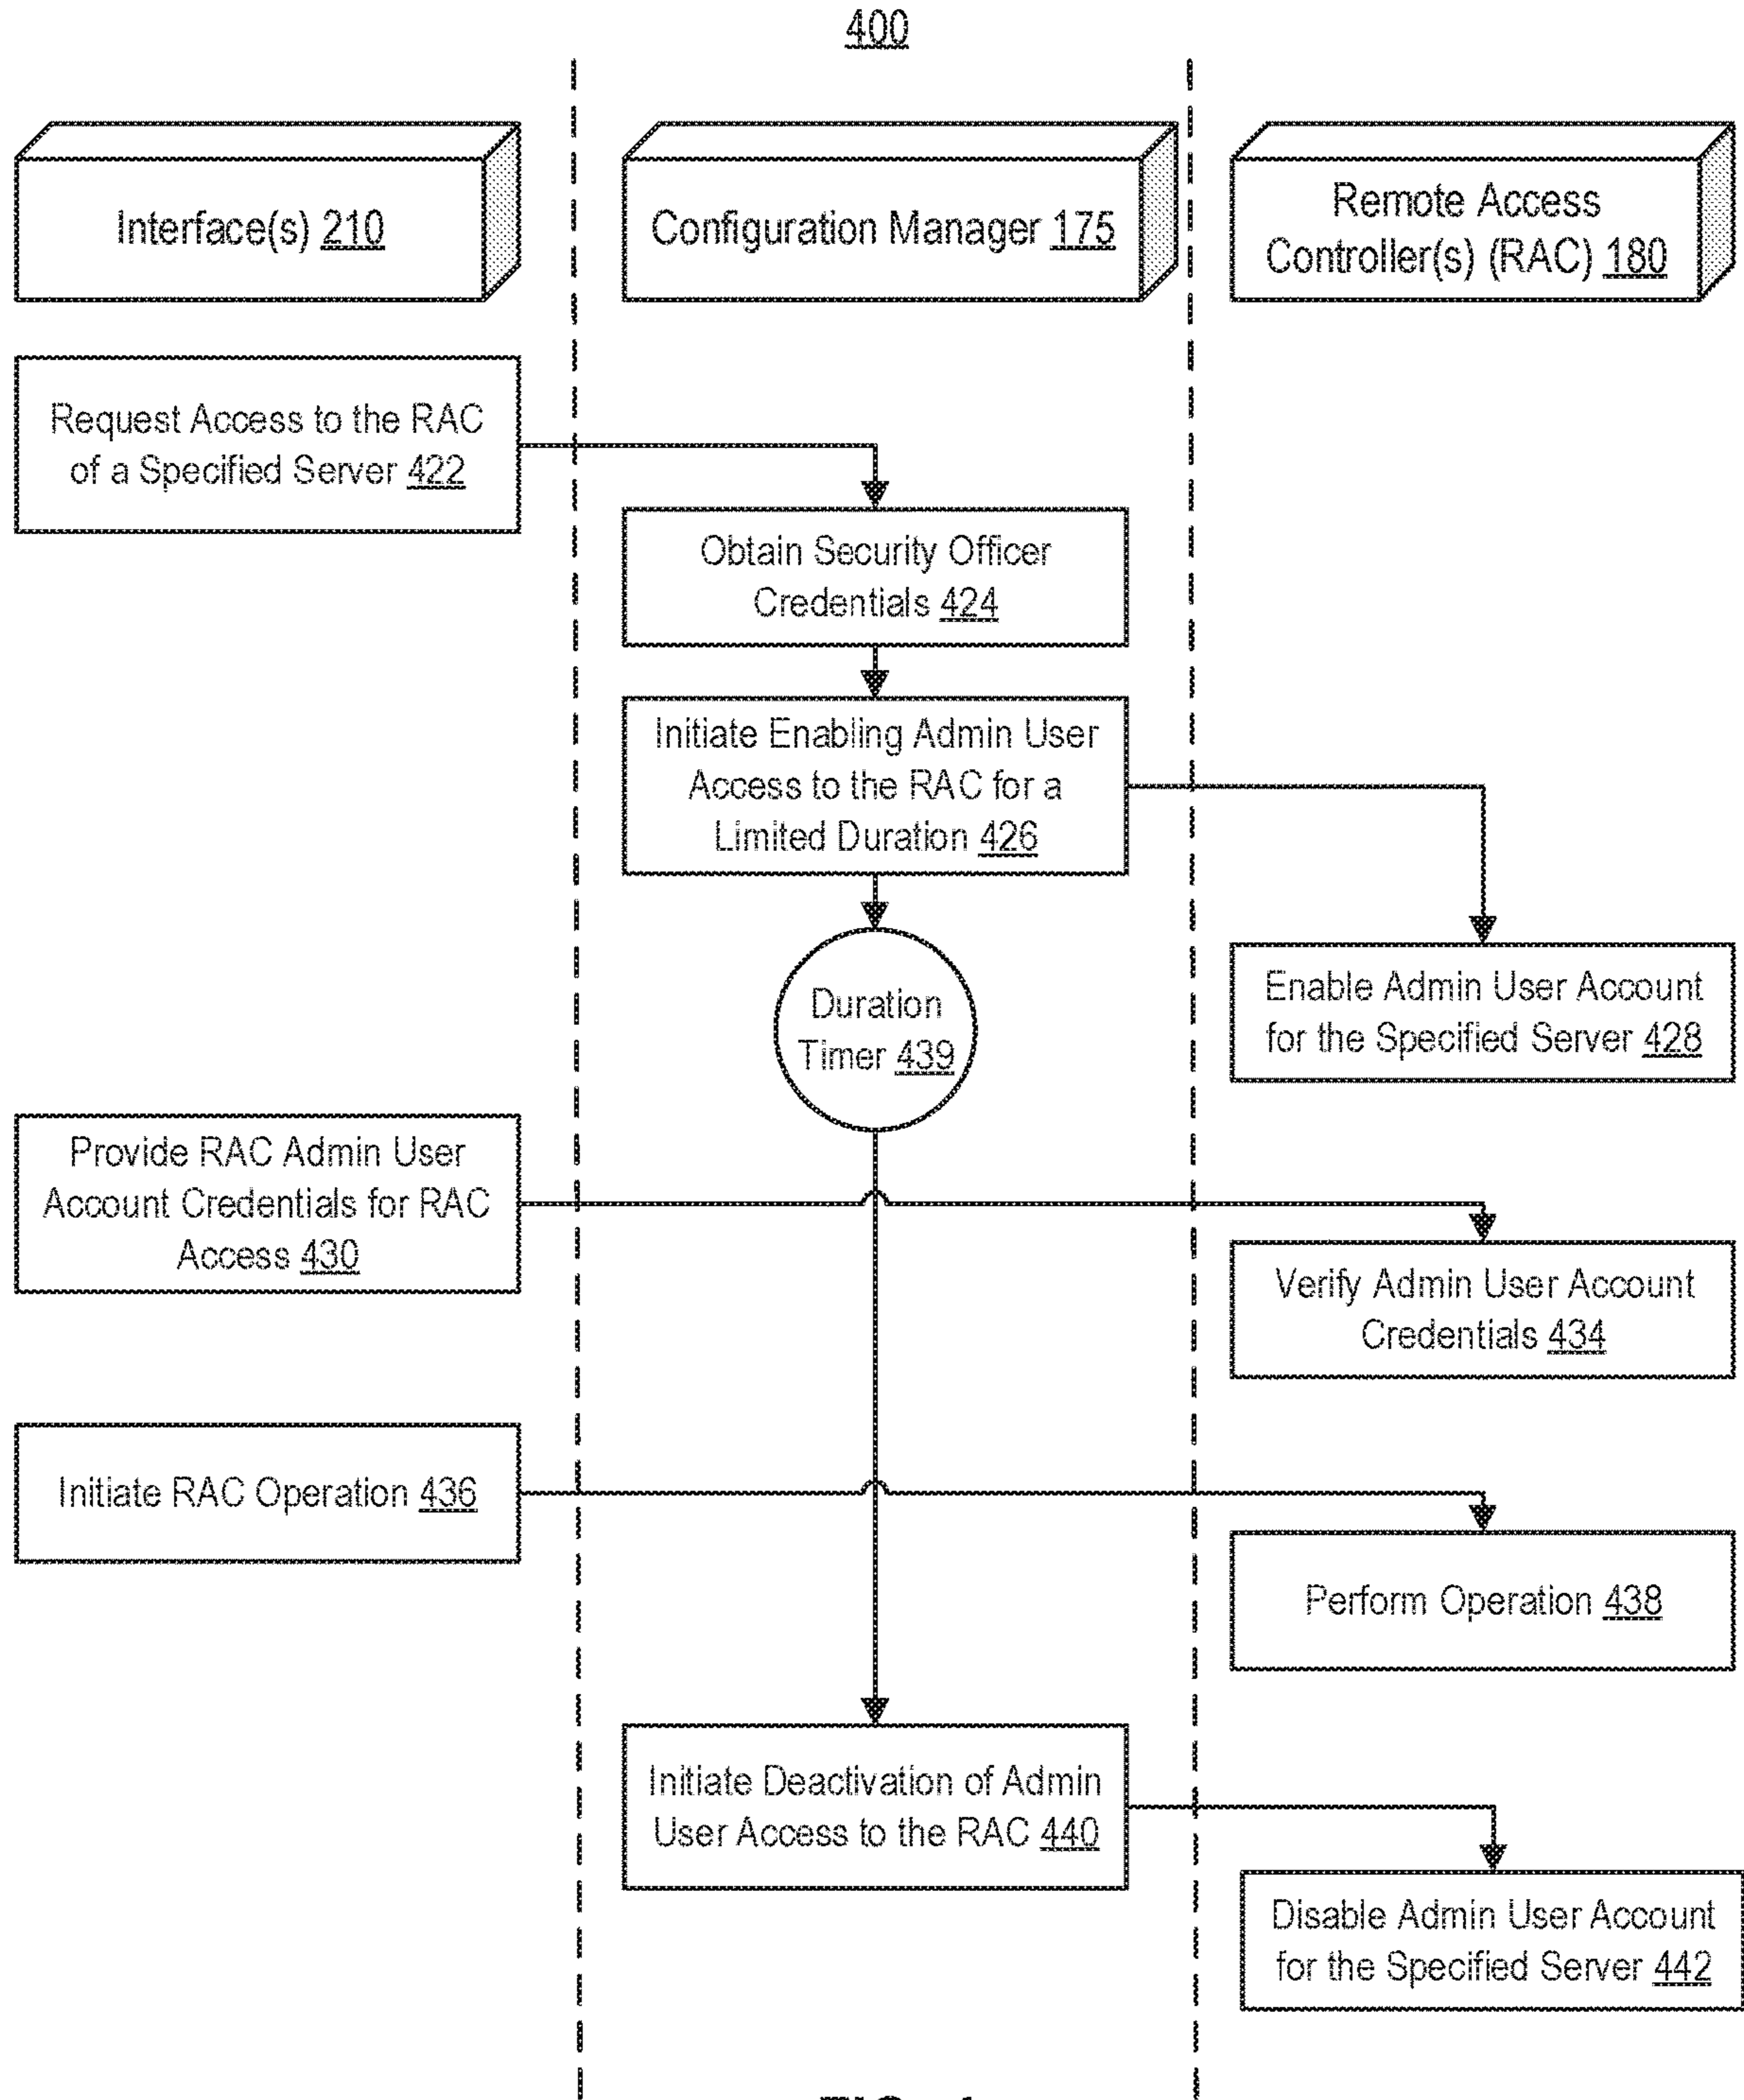 400
Interface(s) 210
Configuration Manager 175
Remote Access
Controller(s) (RAC) 180
Request Access to the RAC
of a Specified Server 422
Obtain Security Officer
Credentials 424
Initiate Enabling Admin User
Access to the RAC for a
Limited Duration 426
Duration
Timer 439
Enable Admin User Account
for the Specified Server 428
Provide RAC Admin User
Account Credentials for RAC
Access 430
Verify Admin User Account
Credentials 434
Initiate RAC Operation 436
Perform Operation 438
Initiate Deactivation of Admin
User Access to the RAC 440
Disable Admin User Account
for the Specified Server 442